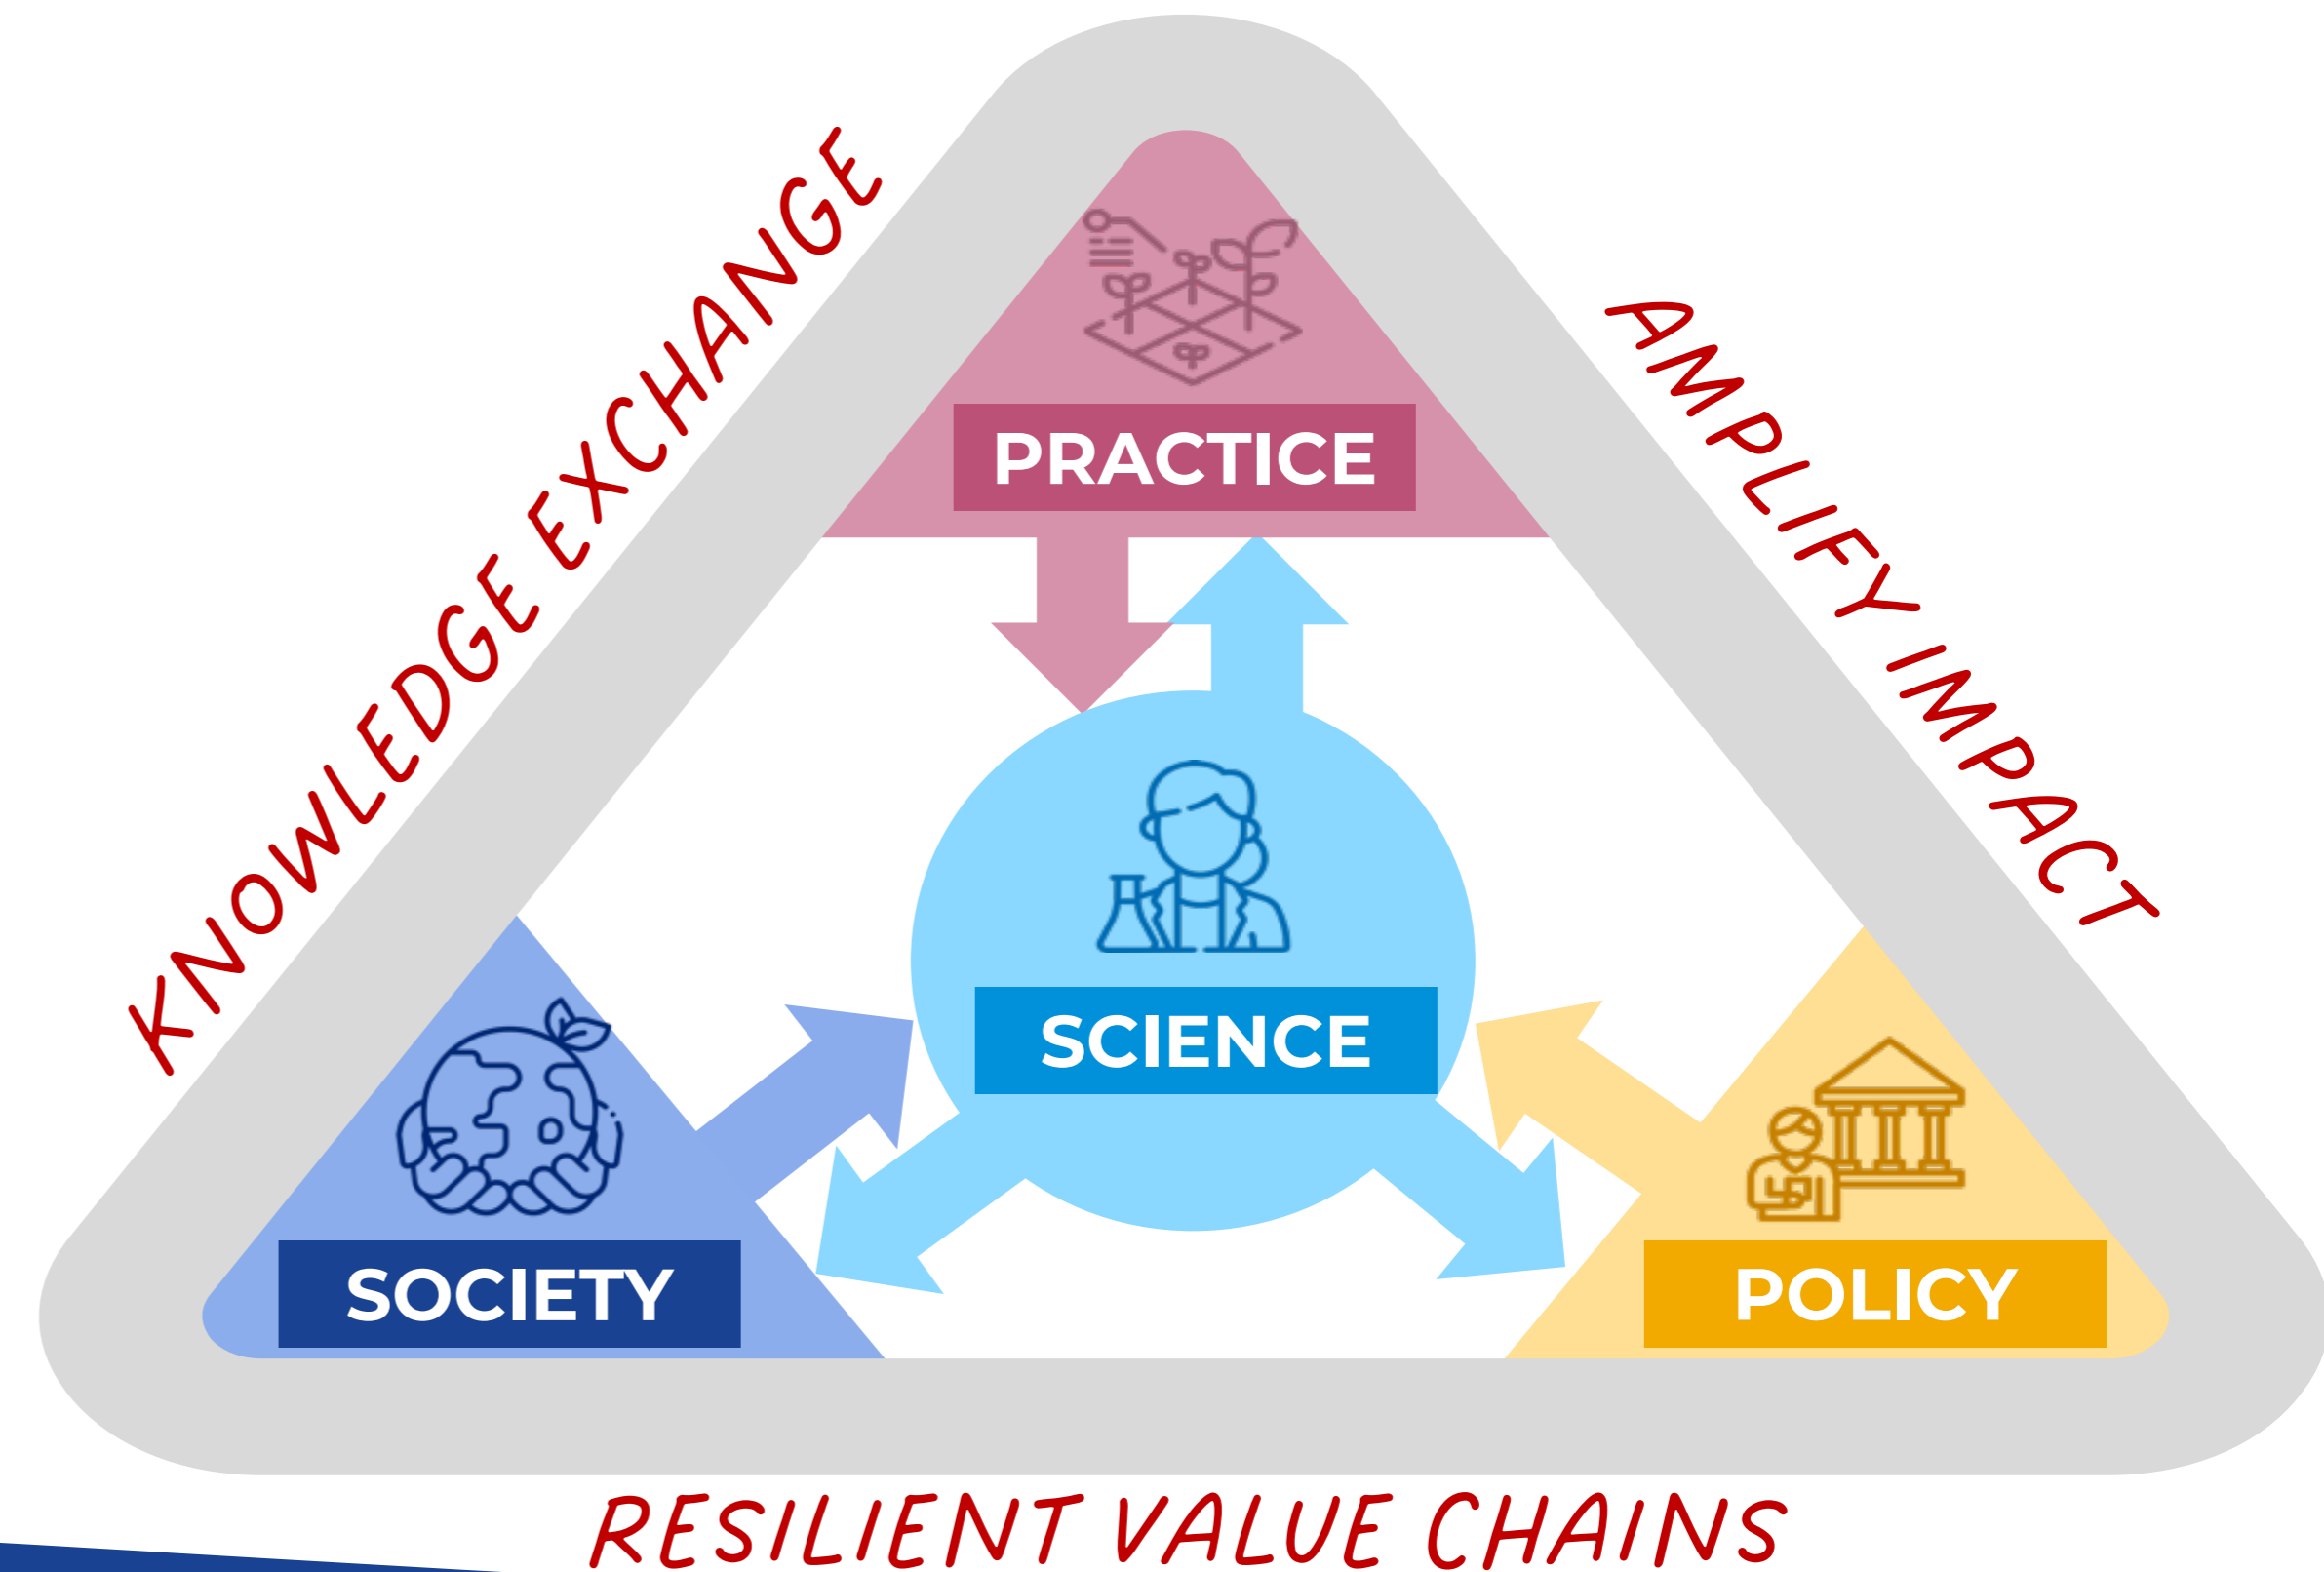 KNOWLEDGE EXCHANGE
AMPLIFY IMPACT
PRACTICE
SCIENCE
SOCIETY
POLICY
RESILIENT VALUE CHAINS